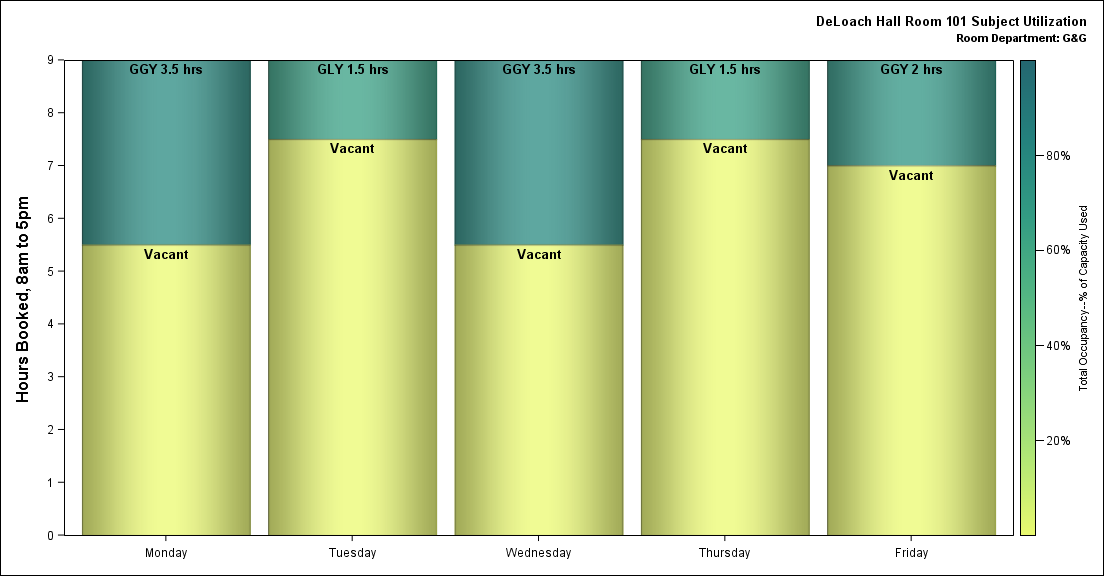 DeLoach Hall Room 101 Subject Utilization
Room Department: G&G
Hours Booked, 8am to 5pm
9
8
7
6
5
4
3
2
1
0
GGY 3.5 hrs
GLY 1.5 hrs
GGY 3.5 hrs
GLY 1.5 hrs
GGY 2 hrs
Vacant
Vacant
Vacant
Vacant
Vacant
Monday
Tuesday
Wednesday
Thursday
Friday
80%
60%
40%
20%
Total Occupancy--% of Capacity Used